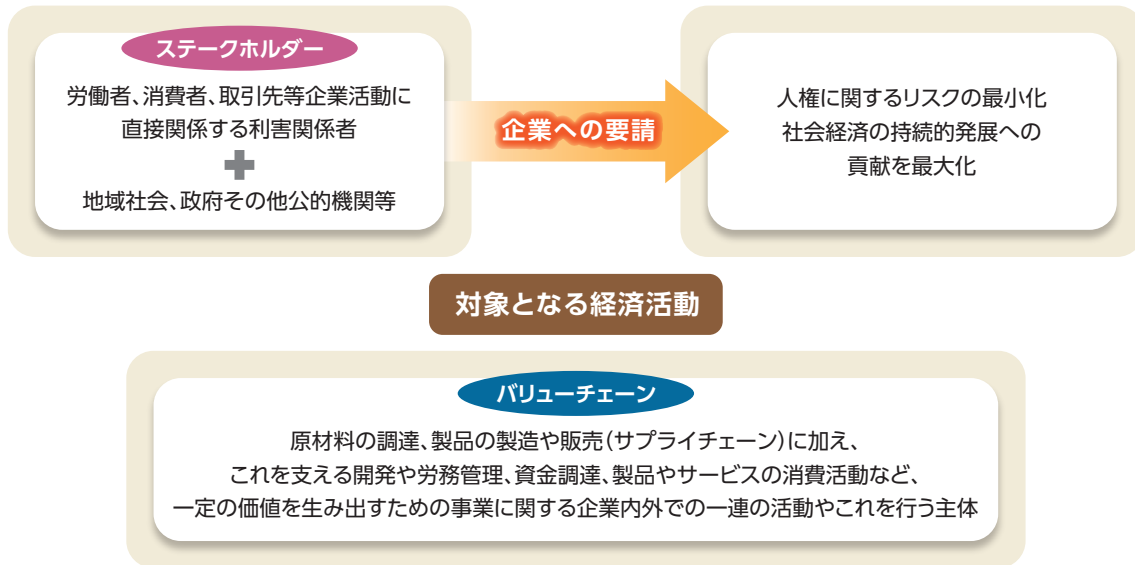 ステークホルダー
労働者、消費者、取引先等企業活動に
直接関係する利害関係者
地域社会、政府その他公的機関等
企業への要請
人権に関するリスクの最小化
社会経済の持続的発展への
貢献を最大化
対象となる経済活動
バリューチェーン
原材料の調達、製品の製造や販売(サプライチェーン)に加え、
これを支える開発や労務管理、資金調達、製品やサービスの消費活動など、
一定の価値を生み出すための事業に関する企業内外での一連の活動やこれを行う主体